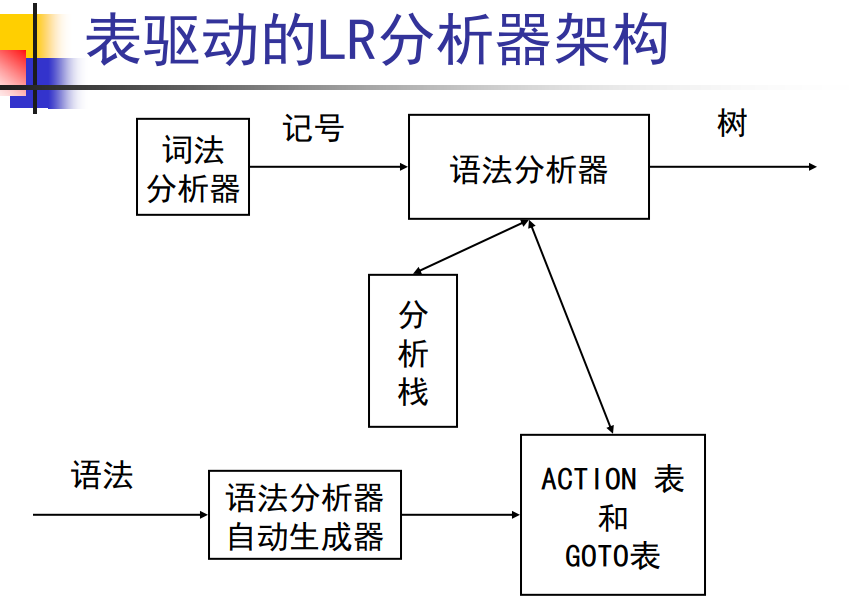 表驱动的LR分析器架构
词法
分析器
记号
语法分析器
树
分
析
栈
语法
语法分析器
自动生成器
ACTION 表
和
GOTO表